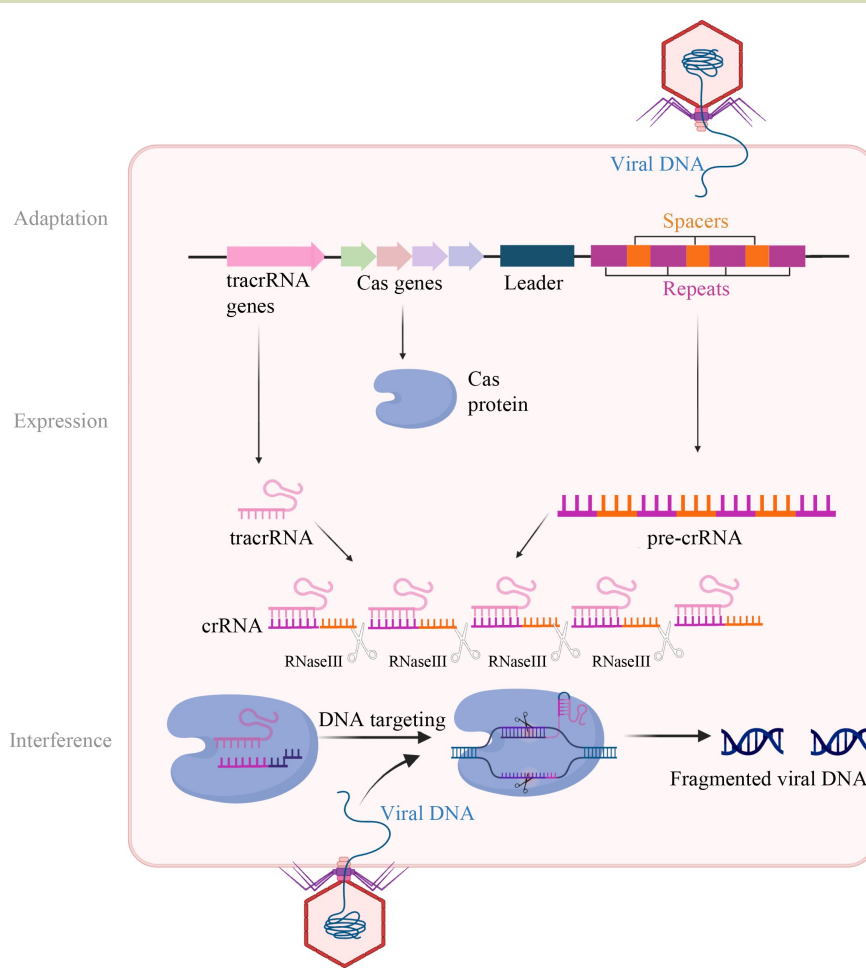 Viral DNA
Adaptation
Spacers
tracrRNA
genes
Cas genes
Leader
Repeats
Cas
protein
Expression
tracrRNA
pre-crRNA
crRNA
RNaseIII
RNaseIII
RNaseIII
RNaseIII
Interference
DNA targeting
Fragmented viral DNA
Viral DNA